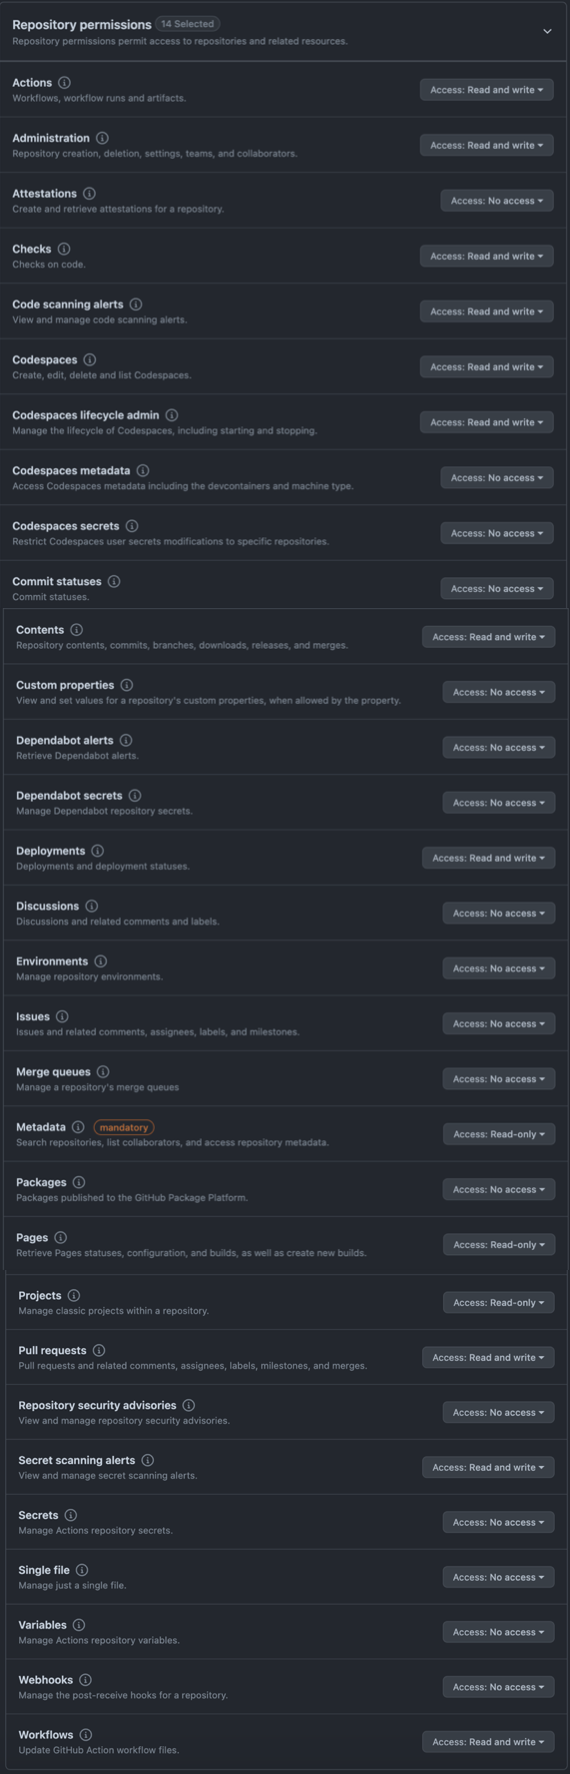 Repository permissions 14 Selected
Repository permissions permit access to repositories and related resources.
Actions Access: Read and write
Workflows, workflow runs and artifacts.
Administration Access: Read and write
Repository creation, deletion, settings, teams, and collaborators.
Attestations Access: No access
Create and retrieve attestations for a repository.
Checks Access: Read and write
Checks on code.
Code scanning alerts Access: Read and write
View and manage code scanning alerts.
Codespaces Access: Read and write
Create, edit, delete and list Codespaces.
Codespaces lifecycle admin Access: Read and write
Manage the lifecycle of Codespaces, including starting and stopping.
Codespaces metadata Access: No access
Access Codespaces metadata including the devcontainers and machine type.
Codespaces secrets Access: No access
Restrict Codespaces user secrets modifications to specific repositories.
Commit statuses Access: No access
Commit statuses.
Contents Access: Read and write
Repository contents, commits, branches, downloads, releases, and merges.
Custom properties Access: No access
View and set values for a repository's custom properties, when allowed by the property.
Dependabot alerts Access: No access
Retrieve Dependabot alerts.
Dependabot secrets Access: No access
Manage Dependabot repository secrets.
Deployments Access: Read and write
Deployments and deployment statuses.
Discussions Access: No access
Discussions and related comments and labels.
Environments Access: No access
Manage repository environments.
Issues Access: No access
Issues and related comments, assignees, labels, and milestones.
Merge queues Access: No access
Manage a repository's merge queues
Metadata mandatory Access: Read-only
Search repositories, list collaborators, and access repository metadata.
Packages Access: No access
Packages published to the GitHub Package Platform.
Pages Access: Read-only
Retrieve Pages statuses, configuration, and builds, as well as create new builds.
Projects Access: Read-only
Manage classic projects within a repository.
Pull requests Access: Read and write
Pull requests and related comments, assignees, labels, milestones, and merges.
Repository security advisories Access: No access
View and manage repository security advisories.
Secret scanning alerts Access: Read and write
View and manage secret scanning alerts.
Secrets Access: No access
Manage Actions repository secrets.
Single file Access: No access
Manage just a single file.
Variables Access: No access
Manage Actions repository variables.
Webhooks Access: No access
Manage the post-receive hooks for a repository.
Workflows Access: Read and write
Update GitHub Action workflow files.